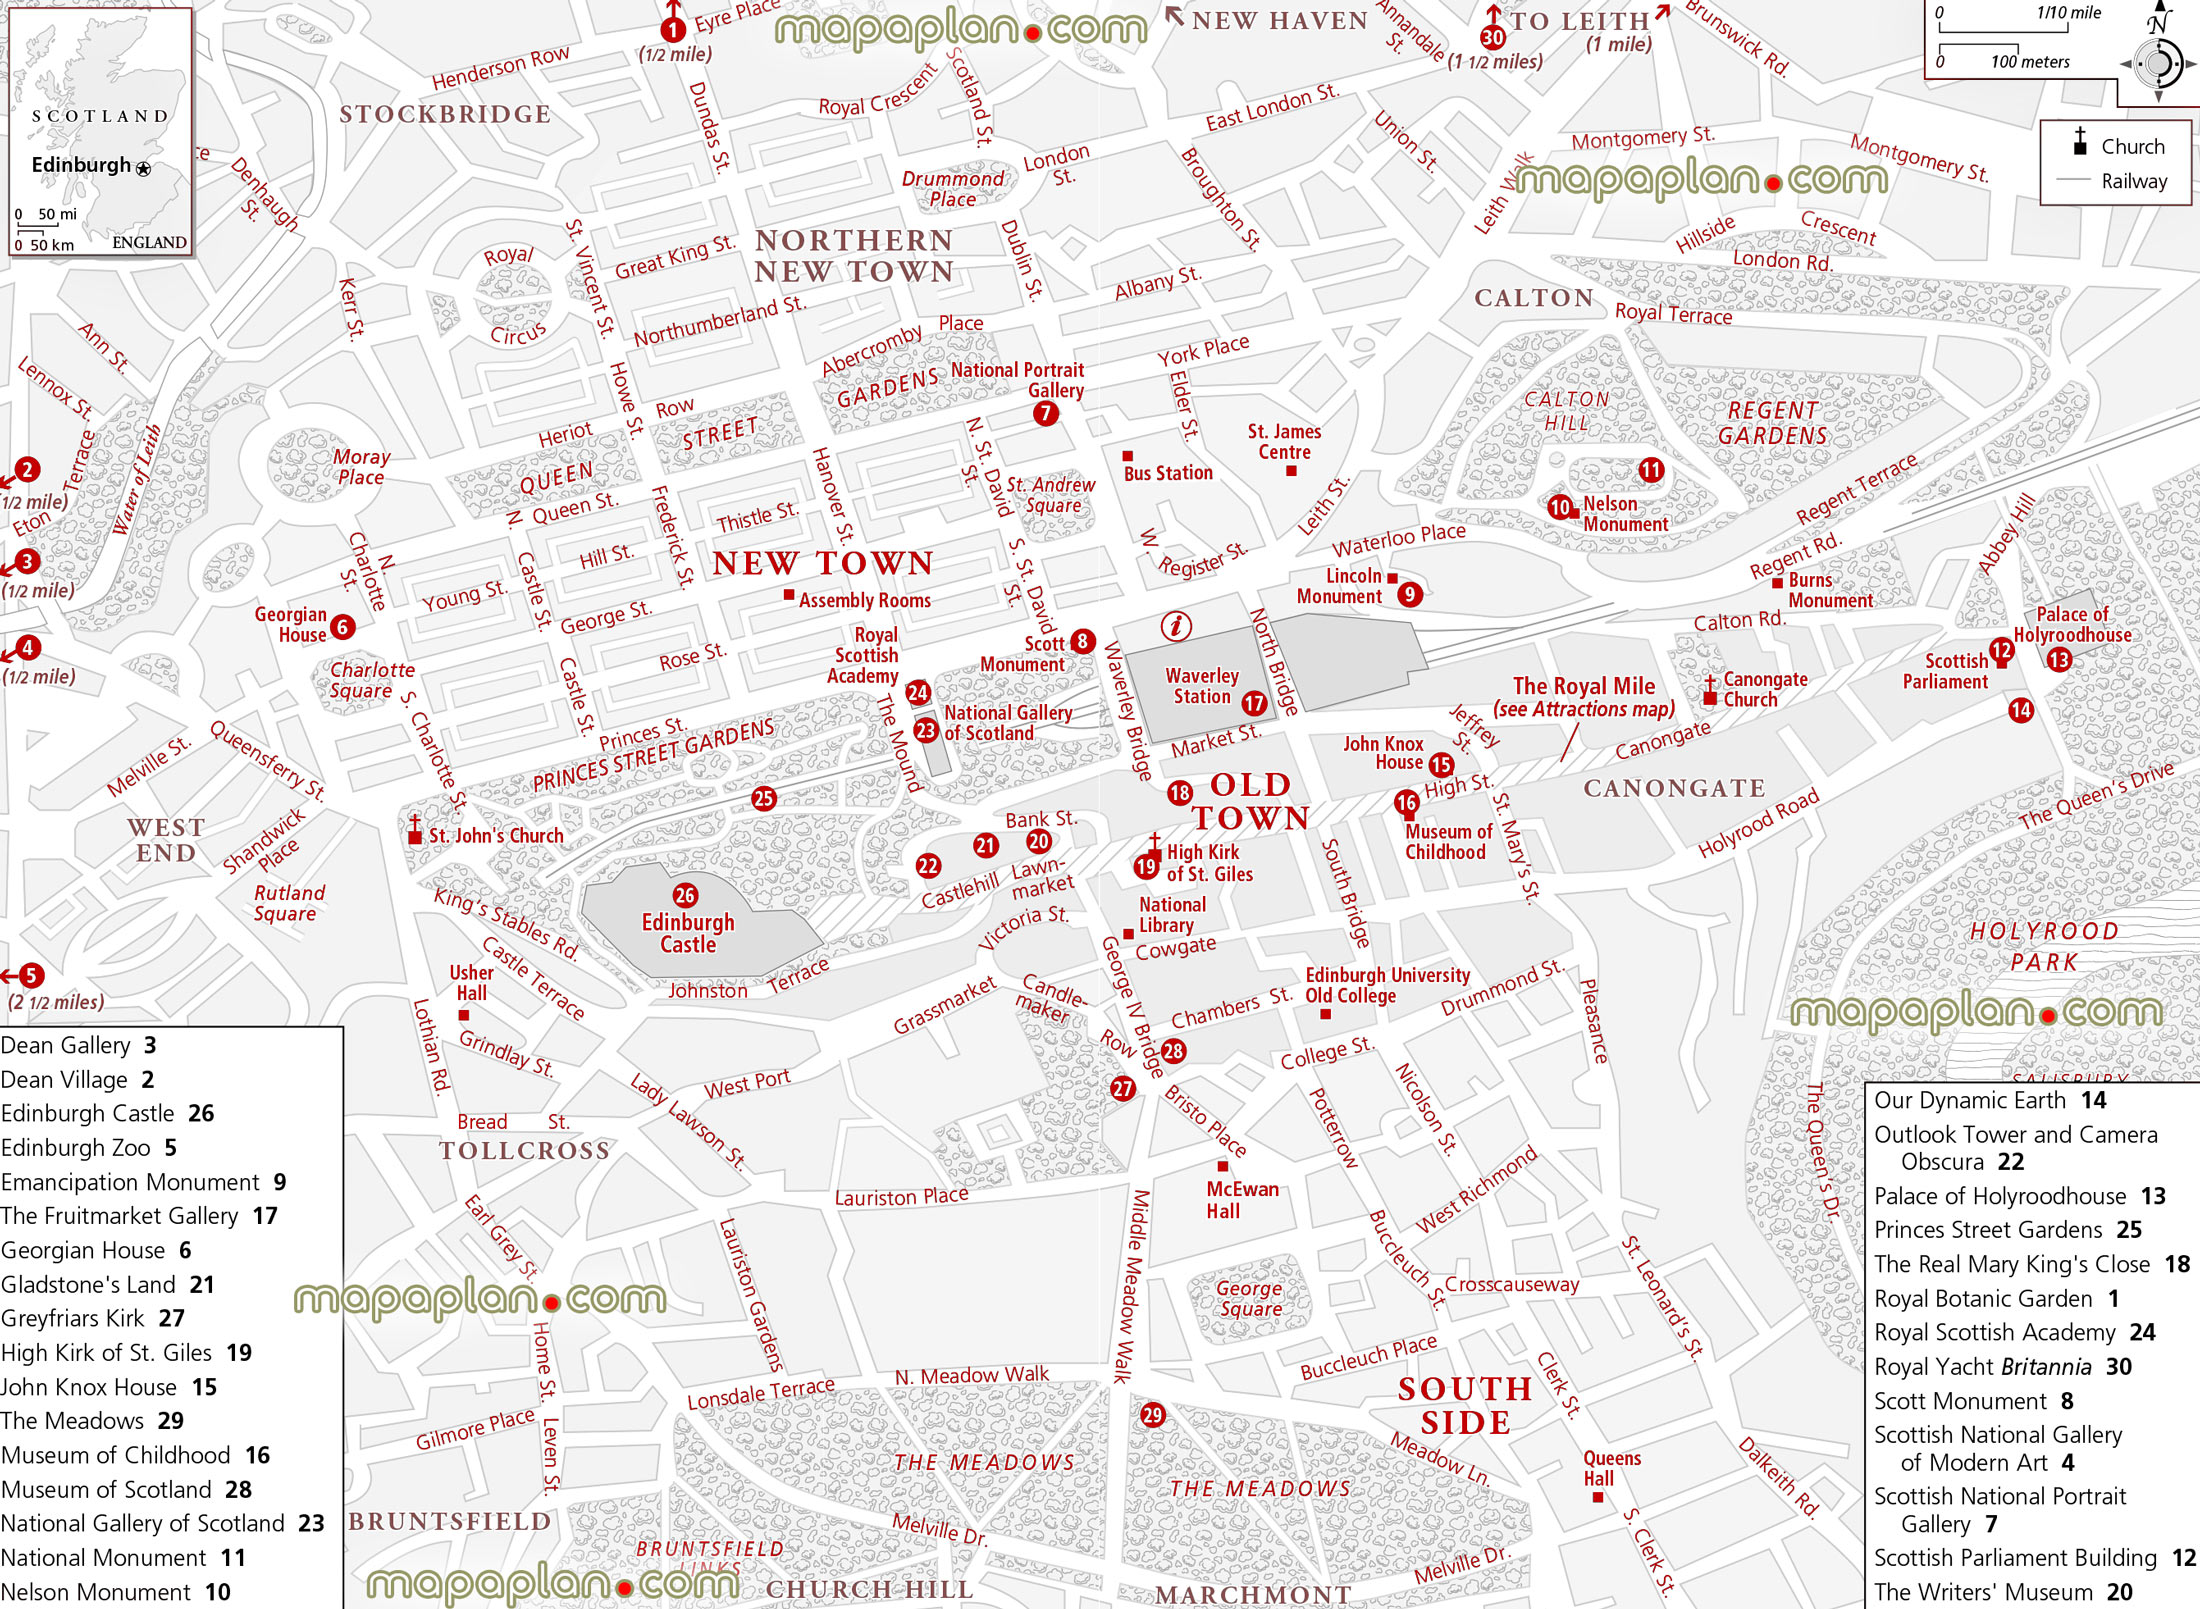 SCOTLAND
Edinburgh
0 50 mi
0 50 km
ENGLAND
1
(1/2 mile)
Eyre Place
mapaplan.com
NEW HAVEN
Annandale
St.
30
(1 1/2 miles)
TO LEITH
(1 mile)
Brunswick Rd.
0 1/10 mile
0 100 meters
N
Church
Railway
Henderson Row
STOCKBRIDGE
Dundas St.
Royal Crescent
Scotland St.
East London St.
Union St.
Montgomery St.
Montgomery St.
mapaplan.com
Leith Walk
Denhaugh
St.
Drummond
Place
London
St.
Broughton St.
Hillside
Crescent
London Rd.
Royal
Circus
St. Vincent St.
Great King St.
NORTHERN
NEW TOWN
Dublin St.
Albany St.
CALTON
Royal Terrace
Kerr St.
Northumberland St.
Abercromby
Place
York Place
Ann St.
Lennox St.
Howe St.
GARDENS
National Portrait
Gallery
7
Elder St.
CALTON
HILL
REGENT
GARDENS
Heriot
Row
STREET
QUEEN
N. St. David
St.
St. James
Centre
Bus Station
Terrace
Water of Leith
Moray
Place
2
(1/2 mile)
Eton
N.
Castle St.
Queen St.
Frederick St.
Thistle St.
Hanover St.
St. Andrew
Square
Leith St.
11
10
Nelson
Monument
Regent Terrace
Abbey Hill
3
(1/2 mile)
N.
Charlotte
St.
Hill St.
NEW TOWN
S. St. David
St.
W.
Register St.
Waterloo Place
Regent Rd.
Young St.
George St.
Assembly Rooms
Lincoln
Monument
9
Burns
Monument
Georgian
House
6
Calton Rd.
Palace of
Holyroodhouse
13
4
(1/2 mile)
Charlotte
Square
Castle St.
Rose St.
Royal
Scottish
Academy
24
Scott
Monument
8
i
North Bridge
12
Scottish
Parliament
14
S. Charlotte St.
Princes St.
PRINCES STREET GARDENS
The Mound
23
National Gallery
of Scotland
Waverley Bridge
Waverley
Station
17
The Royal Mile
(see Attractions map)
Canongate
Church
Melville St.
Queensferry St.
Market St.
John Knox
House
15
Jeffrey
St.
Canongate
25
18
OLD
TOWN
16
High St.
CANONGATE
The Queen's Drive
WEST
END
Shandwick
Place
St. John's Church
Bank St.
22
21
20
Museum of
Childhood
St. Mary's St.
Holyrood Road
Rutland
Square
26
Edinburgh
Castle
Castlehill
Lawn-
market
19
High Kirk
of St. Giles
South Bridge
King's Stables Rd.
Victoria St.
National
Library
Cowgate
HOLYROOD
PARK
5
(2 1/2 miles)
Usher
Hall
Castle Terrace
Johnston
Terrace
Grassmarket
Candle-
maker
Row
George IV Bridge
Chambers St.
Edinburgh University
Old College
Drummond St.
Pleasance
mapaplan.com
Lothian Rd.
Grindlay St.
28
College St.
SALISBURY
Lady Lawson St.
West Port
27
Bristo Place
Potterrow
Nicolson St.
The Queen's Dr.
Bread St.
TOLLCROSS
McEwan
Hall
West Richmond
Earl Grey St.
Lauriston Place
Middle Meadow Walk
Buccleuch St.
Lauriston Gardens
George
Square
Crosscauseway
St. Leonard's St.
mapaplan.com
Home St.
Buccleuch Place
Clerk St.
N. Meadow Walk
Lonsdale Terrace
SOUTH
SIDE
29
Gilmore Place
Leven St.
THE MEADOWS
THE MEADOWS
Meadow Ln.
Queens
Hall
Dalkeith Rd.
BRUNTSFIELD
Melville Dr.
S. Clerk St.
BRUNTSFIELD
LINKS
Melville Dr.
mapaplan.com
CHURCH HILL
MARCHMONT
Dean Gallery 3
Dean Village 2
Edinburgh Castle 26
Edinburgh Zoo 5
Emancipation Monument 9
The Fruitmarket Gallery 17
Georgian House 6
Gladstone's Land 21
Greyfriars Kirk 27
High Kirk of St. Giles 19
John Knox House 15
The Meadows 29
Museum of Childhood 16
Museum of Scotland 28
National Gallery of Scotland 23
National Monument 11
Nelson Monument 10
Our Dynamic Earth 14
Outlook Tower and Camera
Obscura 22
Palace of Holyroodhouse 13
Princes Street Gardens 25
The Real Mary King's Close 18
Royal Botanic Garden 1
Royal Scottish Academy 24
Royal Yacht Britannia 30
Scott Monument 8
Scottish National Gallery
of Modern Art 4
Scottish National Portrait
Gallery 7
Scottish Parliament Building 12
The Writers' Museum 20